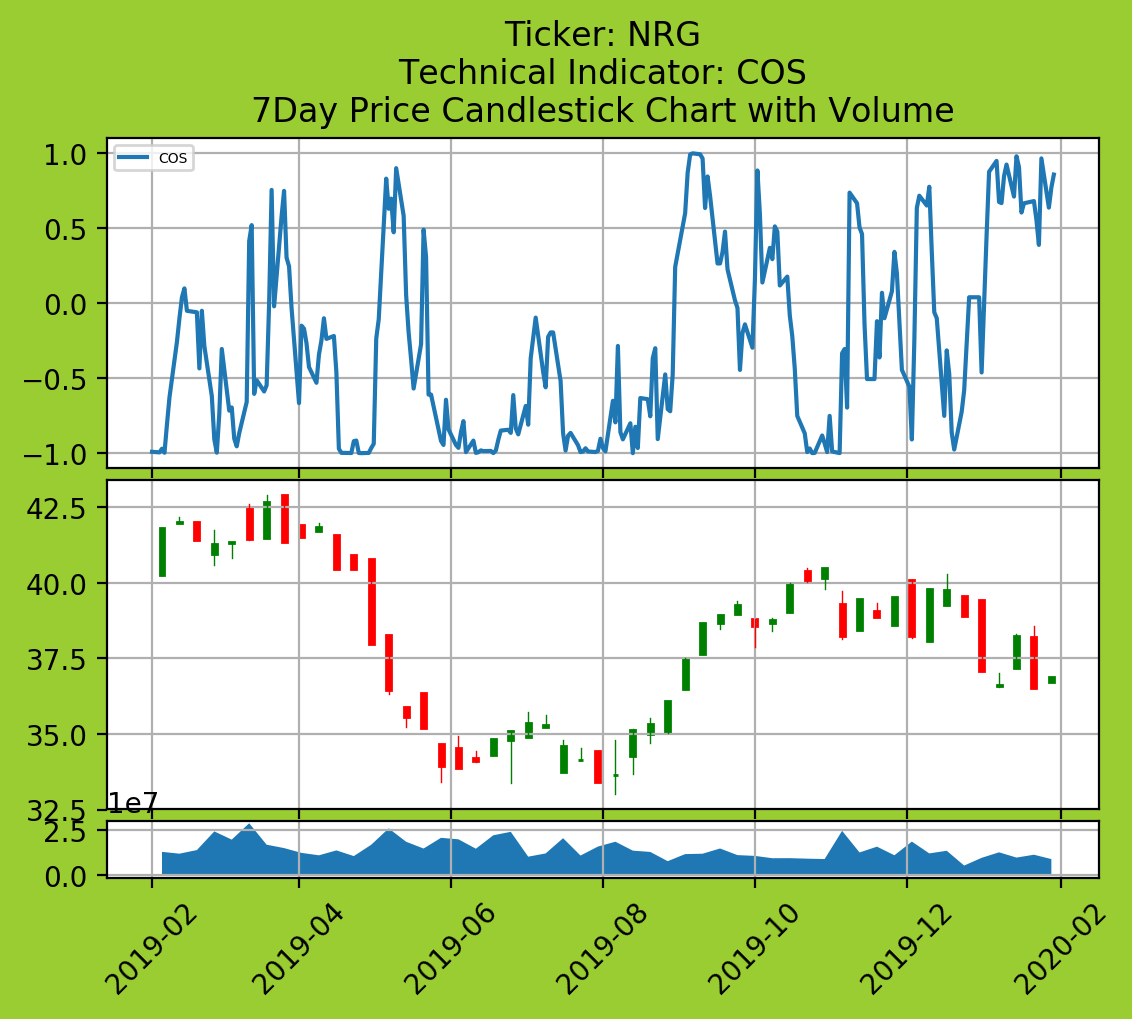 Ticker: NRG
Technical Indicator: COS
7Day Price Candlestick Chart with Volume
COS
1.0
0.5
0.0
−0.5
−1.0
42.5
40.0
37.5
35.0
32.5
1e7
2.5
0.0
2019-02 2019-04 2019-06 2019-08 2019-10 2019-12 2020-02